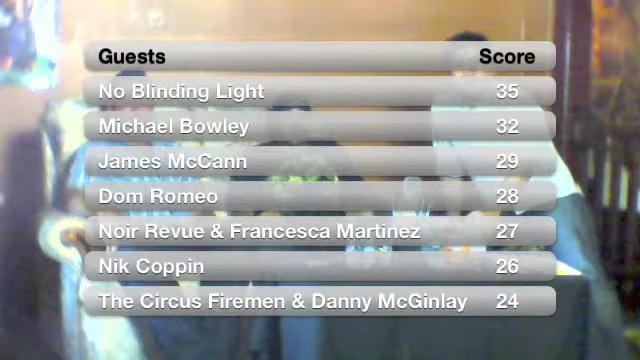 Guests Score
No Blinding Light 35
Michael Bowley 32
James McCann 29
Dom Romeo 28
Noir Revue & Francesca Martinez 27
Nik Coppin 26
The Circus Firemen & Danny McGinlay 24